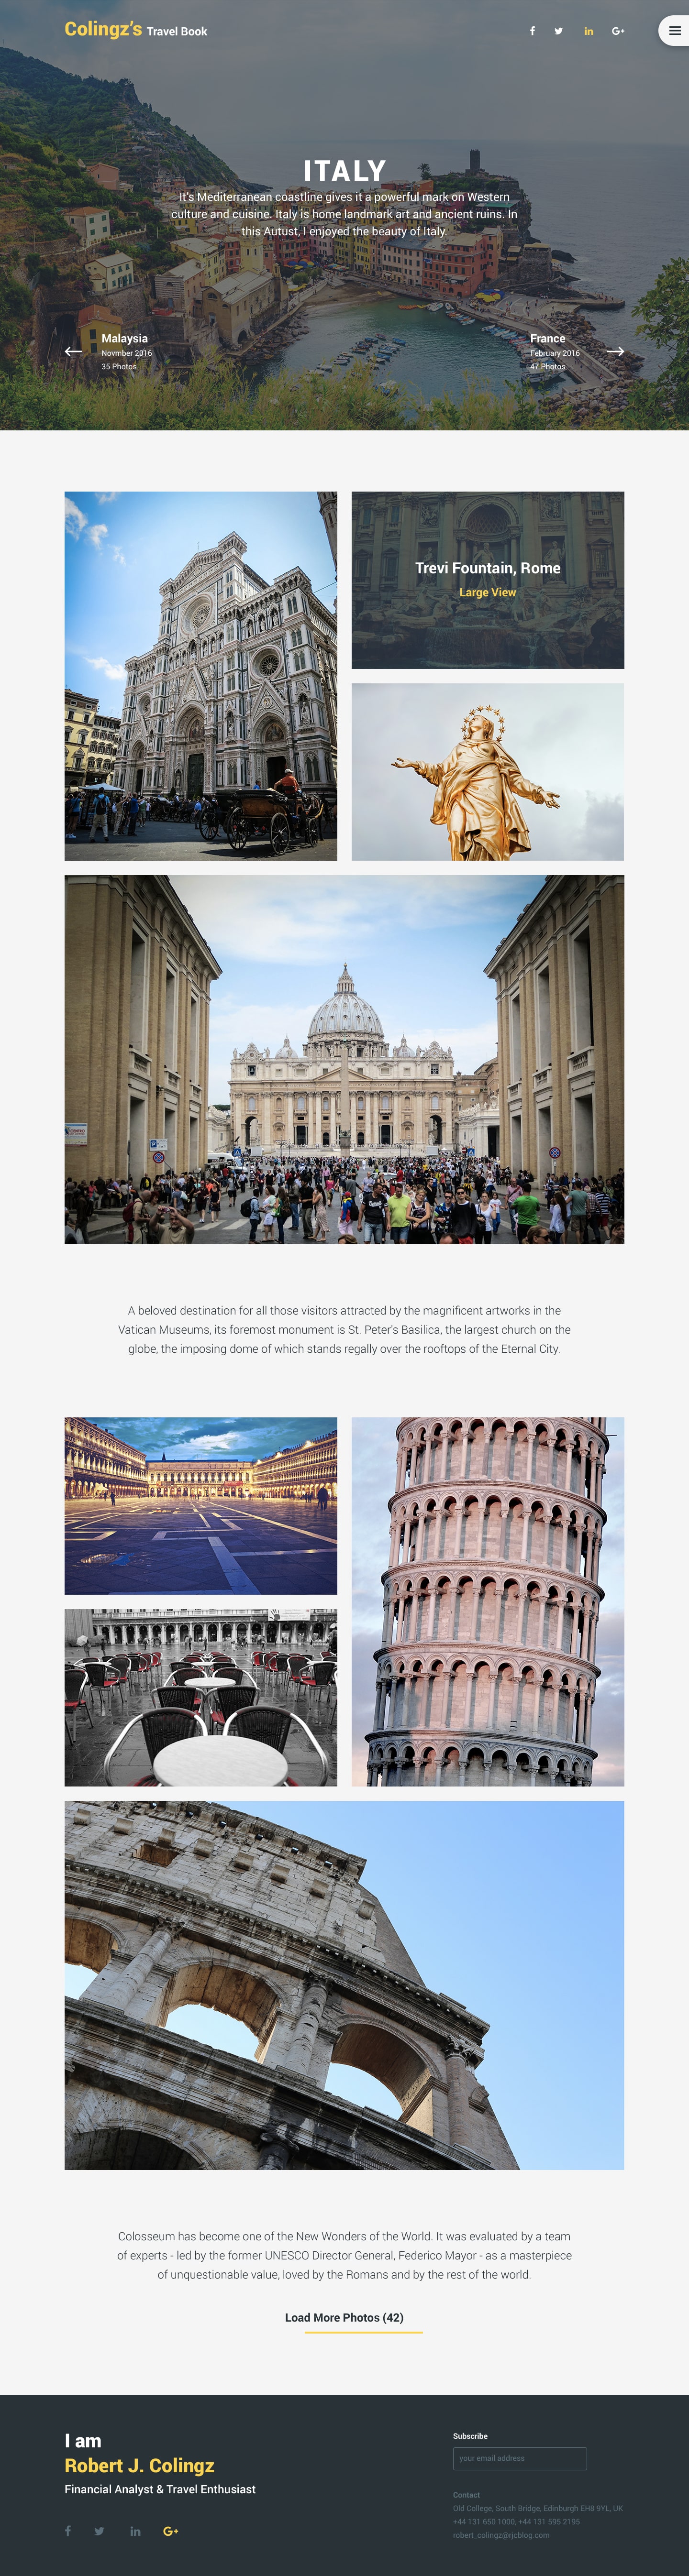 Colingz's Travel Book
ITALY
It's Mediterranean coastline gives it a powerful mark on Western
culture and cuisine. Italy is home landmark art and ancient ruins. In
this Autust, I enjoyed the beauty of Italy.
Malaysia
Novmber 2016
35 Photos
France
February 2016
47 Photos
Trevi Fountain, Rome
Large View
A beloved destination for all those visitors attracted by the magnificent artworks in the
Vatican Museums, its foremost monument is St. Peter's Basilica, the largest church on the
globe, the imposing dome of which stands regally over the rooftops of the Eternal City.
Colosseum has become one of the New Wonders of the World. It was evaluated by a team
of experts - led by the former UNESCO Director General, Federico Mayor - as a masterpiece
of unquestionable value, loved by the Romans and by the rest of the world.
Load More Photos (42)
I am
Robert J. Colingz
Financial Analyst & Travel Enthusiast
Subscribe
your email address
Contact
Old College, South Bridge, Edinburgh EH8 9YL, UK
+44 131 650 1000, +44 131 595 2195
robert_colingz@rjcblog.com